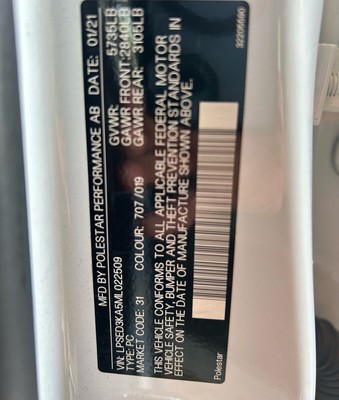 MFD BY POLESTAR PERFORMANCE AB DATE: 01/21
GVWR: 5735LB
GAWR FRONT: 2840LB
GAWR REAR: 3105LB
VIN: LPSED3KA5ML022509
TYPE: PC
MARKET CODE: 31 COLOUR: 707 /019
THIS VEHICLE CONFORMS TO ALL APPLICABLE FEDERAL MOTOR
VEHICLE SAFETY, BUMPER AND THEFT PREVENTION STANDARDS IN
EFFECT ON THE DATE OF MANUFACTURE SHOWN ABOVE.
Polestar
32205690